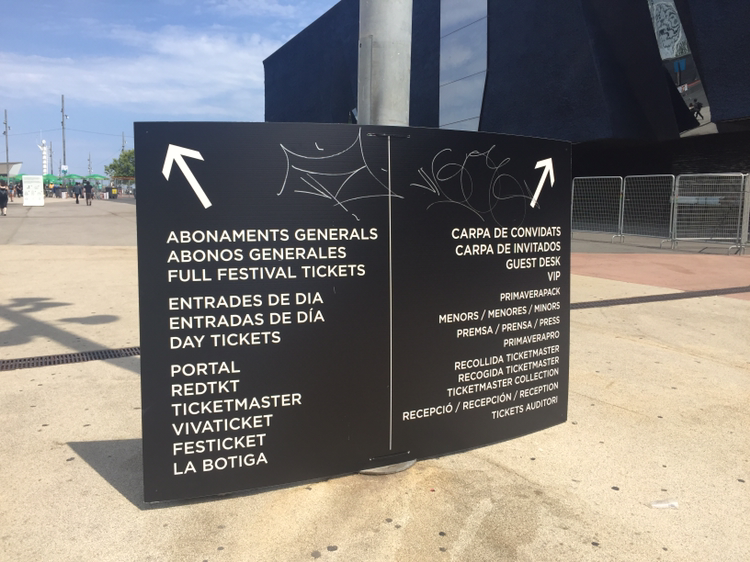 ABONAMENTS GENERALS
ABONOS GENERALES
FULL FESTIVAL TICKETS
ENTRADES DE DIA
ENTRADAS DE DÍA
DAY TICKETS
PORTAL
REDTKT
TICKETMASTER
VIVATICKET
FESTICKET
LA BOTIGA
CARPA DE CONVIDATS
CARPA DE INVITADOS
GUEST DESK
VIP
PRIMAVERAPACK
MENORS / MENORES / MINORS
PREMSA / PRENSA / PRESS
PRIMAVERAPRO
RECOLLIDA TICKETMASTER
RECOGIDA TICKETMASTER
TICKETMASTER COLLECTION
RECEPCIÓ / RECEPCIÓN / RECEPTION
TICKETS AUDITORI